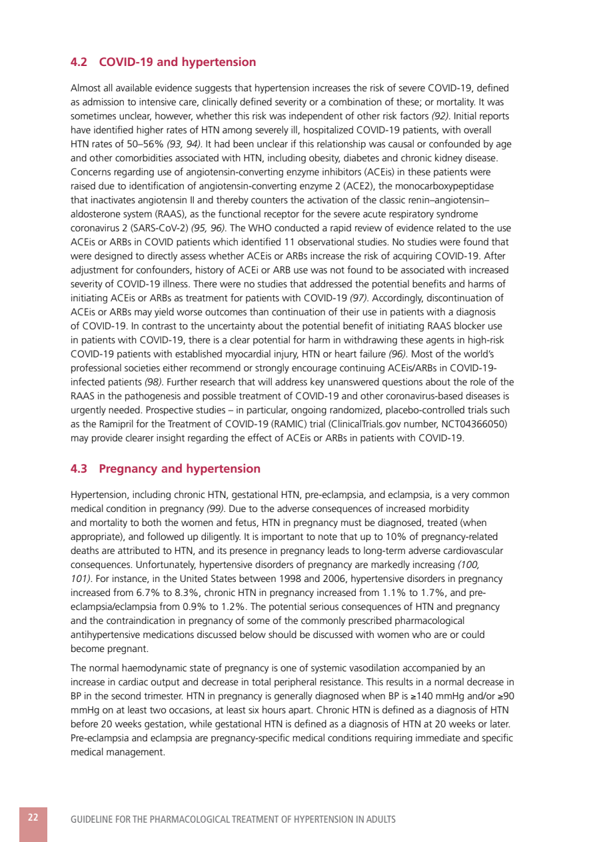 4.2 COVID-19 and hypertension
Almost all available evidence suggests that hypertension increases the risk of severe COVID-19, defined
as admission to intensive care, clinically defined severity or a combination of these; or mortality. It was
sometimes unclear, however, whether this risk was independent of other risk factors (92). Initial reports
have identified higher rates of HTN among severely ill, hospitalized COVID-19 patients, with overall
HTN rates of 50–56% (93, 94). It had been unclear if this relationship was causal or confounded by age
and other comorbidities associated with HTN, including obesity, diabetes and chronic kidney disease.
Concerns regarding use of angiotensin-converting enzyme inhibitors (ACEis) in these patients were
raised due to identification of angiotensin-converting enzyme 2 (ACE2), the monocarboxypeptidase
that inactivates angiotensin II and thereby counters the activation of the classic renin–angiotensin–
aldosterone system (RAAS), as the functional receptor for the severe acute respiratory syndrome
coronavirus 2 (SARS-CoV-2) (95, 96). The WHO conducted a rapid review of evidence related to the use
ACEis or ARBs in COVID patients which identified 11 observational studies. No studies were found that
were designed to directly assess whether ACEis or ARBs increase the risk of acquiring COVID-19. After
adjustment for confounders, history of ACEi or ARB use was not found to be associated with increased
severity of COVID-19 illness. There were no studies that addressed the potential benefits and harms of
initiating ACEis or ARBs as treatment for patients with COVID-19 (97). Accordingly, discontinuation of
ACEis or ARBs may yield worse outcomes than continuation of their use in patients with a diagnosis
of COVID-19. In contrast to the uncertainty about the potential benefit of initiating RAAS blocker use
in patients with COVID-19, there is a clear potential for harm in withdrawing these agents in high-risk
COVID-19 patients with established myocardial injury, HTN or heart failure (96). Most of the world's
professional societies either recommend or strongly encourage continuing ACEis/ARBs in COVID-19-
infected patients (98). Further research that will address key unanswered questions about the role of the
RAAS in the pathogenesis and possible treatment of COVID-19 and other coronavirus-based diseases is
urgently needed. Prospective studies – in particular, ongoing randomized, placebo-controlled trials such
as the Ramipril for the Treatment of COVID-19 (RAMIC) trial (ClinicalTrials.gov number, NCT04366050)
may provide clearer insight regarding the effect of ACEis or ARBs in patients with COVID-19.
4.3 Pregnancy and hypertension
Hypertension, including chronic HTN, gestational HTN, pre-eclampsia, and eclampsia, is a very common
medical condition in pregnancy (99). Due to the adverse consequences of increased morbidity
and mortality to both the women and fetus, HTN in pregnancy must be diagnosed, treated (when
appropriate), and followed up diligently. It is important to note that up to 10% of pregnancy-related
deaths are attributed to HTN, and its presence in pregnancy leads to long-term adverse cardiovascular
consequences. Unfortunately, hypertensive disorders of pregnancy are markedly increasing (100,
101). For instance, in the United States between 1998 and 2006, hypertensive disorders in pregnancy
increased from 6.7% to 8.3%, chronic HTN in pregnancy increased from 1.1% to 1.7%, and pre-
eclampsia/eclampsia from 0.9% to 1.2%. The potential serious consequences of HTN and pregnancy
and the contraindication in pregnancy of some of the commonly prescribed pharmacological
antihypertensive medications discussed below should be discussed with women who are or could
become pregnant.
The normal haemodynamic state of pregnancy is one of systemic vasodilation accompanied by an
increase in cardiac output and decrease in total peripheral resistance. This results in a normal decrease in
BP in the second trimester. HTN in pregnancy is generally diagnosed when BP is ≥140 mmHg and/or ≥90
mmHg on at least two occasions, at least six hours apart. Chronic HTN is defined as a diagnosis of HTN
before 20 weeks gestation, while gestational HTN is defined as a diagnosis of HTN at 20 weeks or later.
Pre-eclampsia and eclampsia are pregnancy-specific medical conditions requiring immediate and specific
medical management.
22 GUIDELINE FOR THE PHARMACOLOGICAL TREATMENT OF HYPERTENSION IN ADULTS